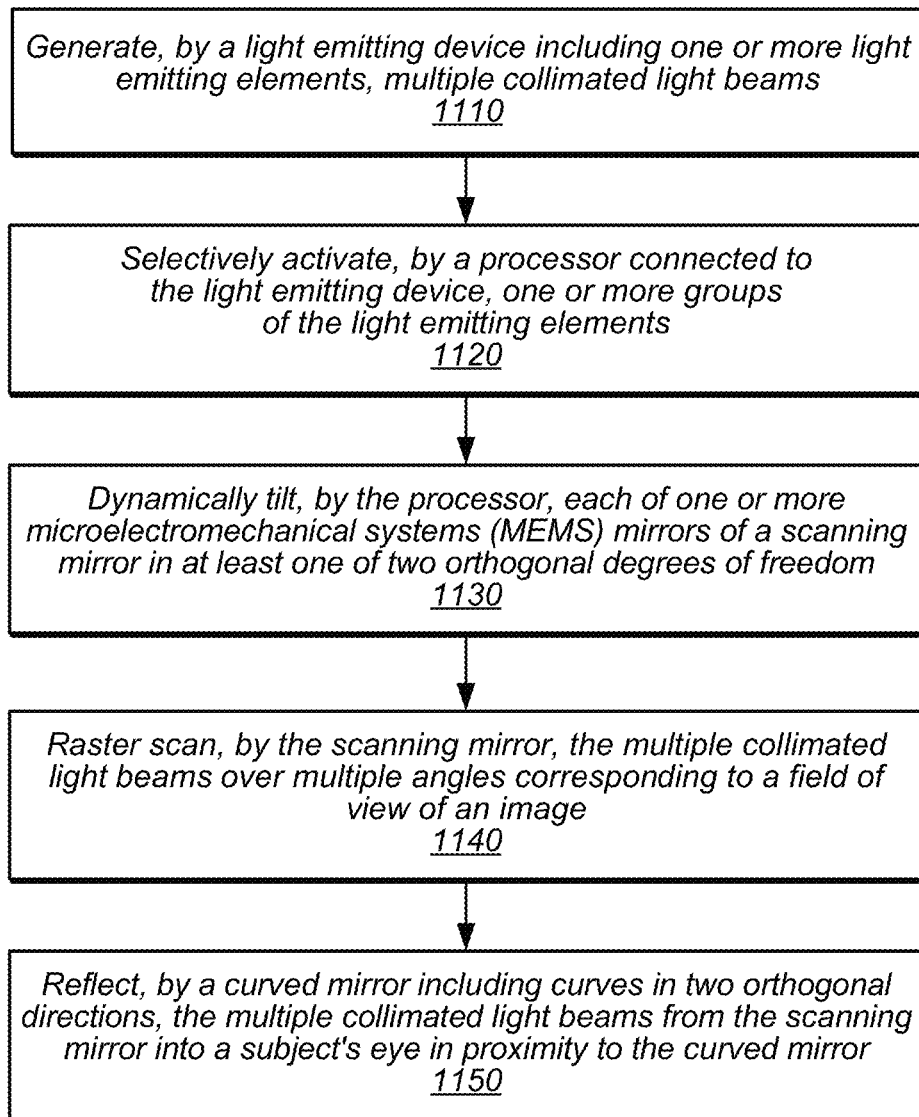 Generate, by a light emitting device including one or more light
emitting elements, multiple collimated light beams
1110
Selectively activate, by a processor connected to
the light emitting device, one or more groups
of the light emitting elements
1120
Dynamically tilt, by the processor, each of one or more
microelectromechanical systems (MEMS) mirrors of a scanning
mirror in at least one of two orthogonal degrees of freedom
1130
Raster scan, by the scanning mirror, the multiple collimated
light beams over multiple angles corresponding to a field of
view of an image
1140
Reflect, by a curved mirror including curves in two orthogonal
directions, the multiple collimated light beams from the scanning
mirror into a subject's eye in proximity to the curved mirror
1150